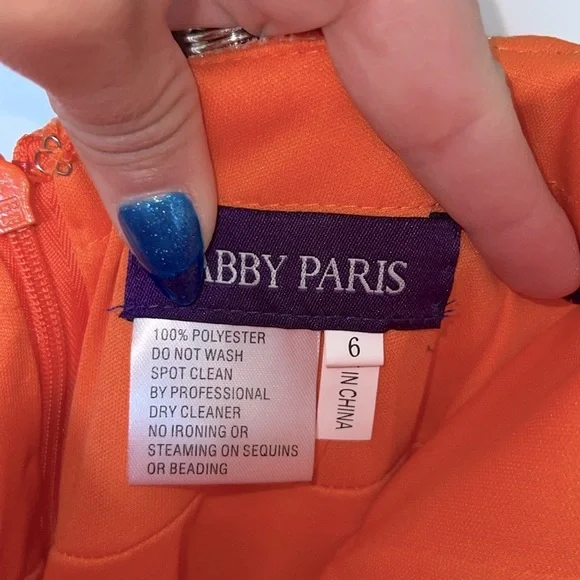 PARIS
100% POLYESTER
DO NOT WASH
SPOT CLEAN
BY PROFESSIONAL
DRY CLEANER
NO IRONING OR
STEAMING ON SEQUINS
OR BEADING
6
IN CHINA